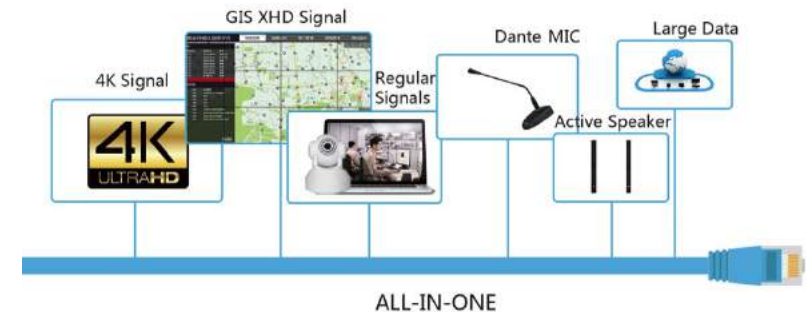 GIS XHD Signal
Large Data
Dante MIC
4K Signal
Regular
Signals
Active Speaker
4K
ULTRAHD
ALL-IN-ONE